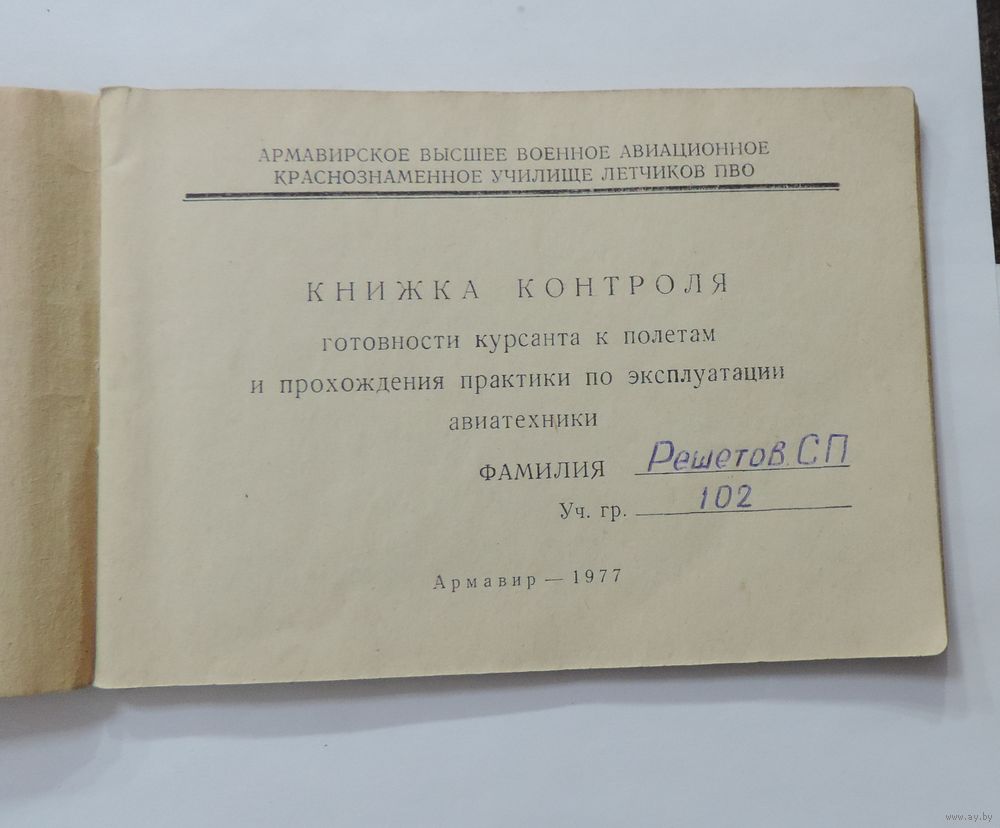 АРМАВИРСКОЕ ВЫСШЕЕ ВОЕННОЕ АВИАЦИОННОЕ
КРАСНОЗНАМЕННОЕ УЧИЛИЩЕ ЛЕТЧИКОВ ПВО
КНИЖКА КОНТРОЛЯ
готовности курсанта к полетам
и прохождения практики по эксплуатации
авиатехники
ФАМИЛИЯ Решетов. СП
Уч. гр. 102
Армавир — 1977
www.ay.by